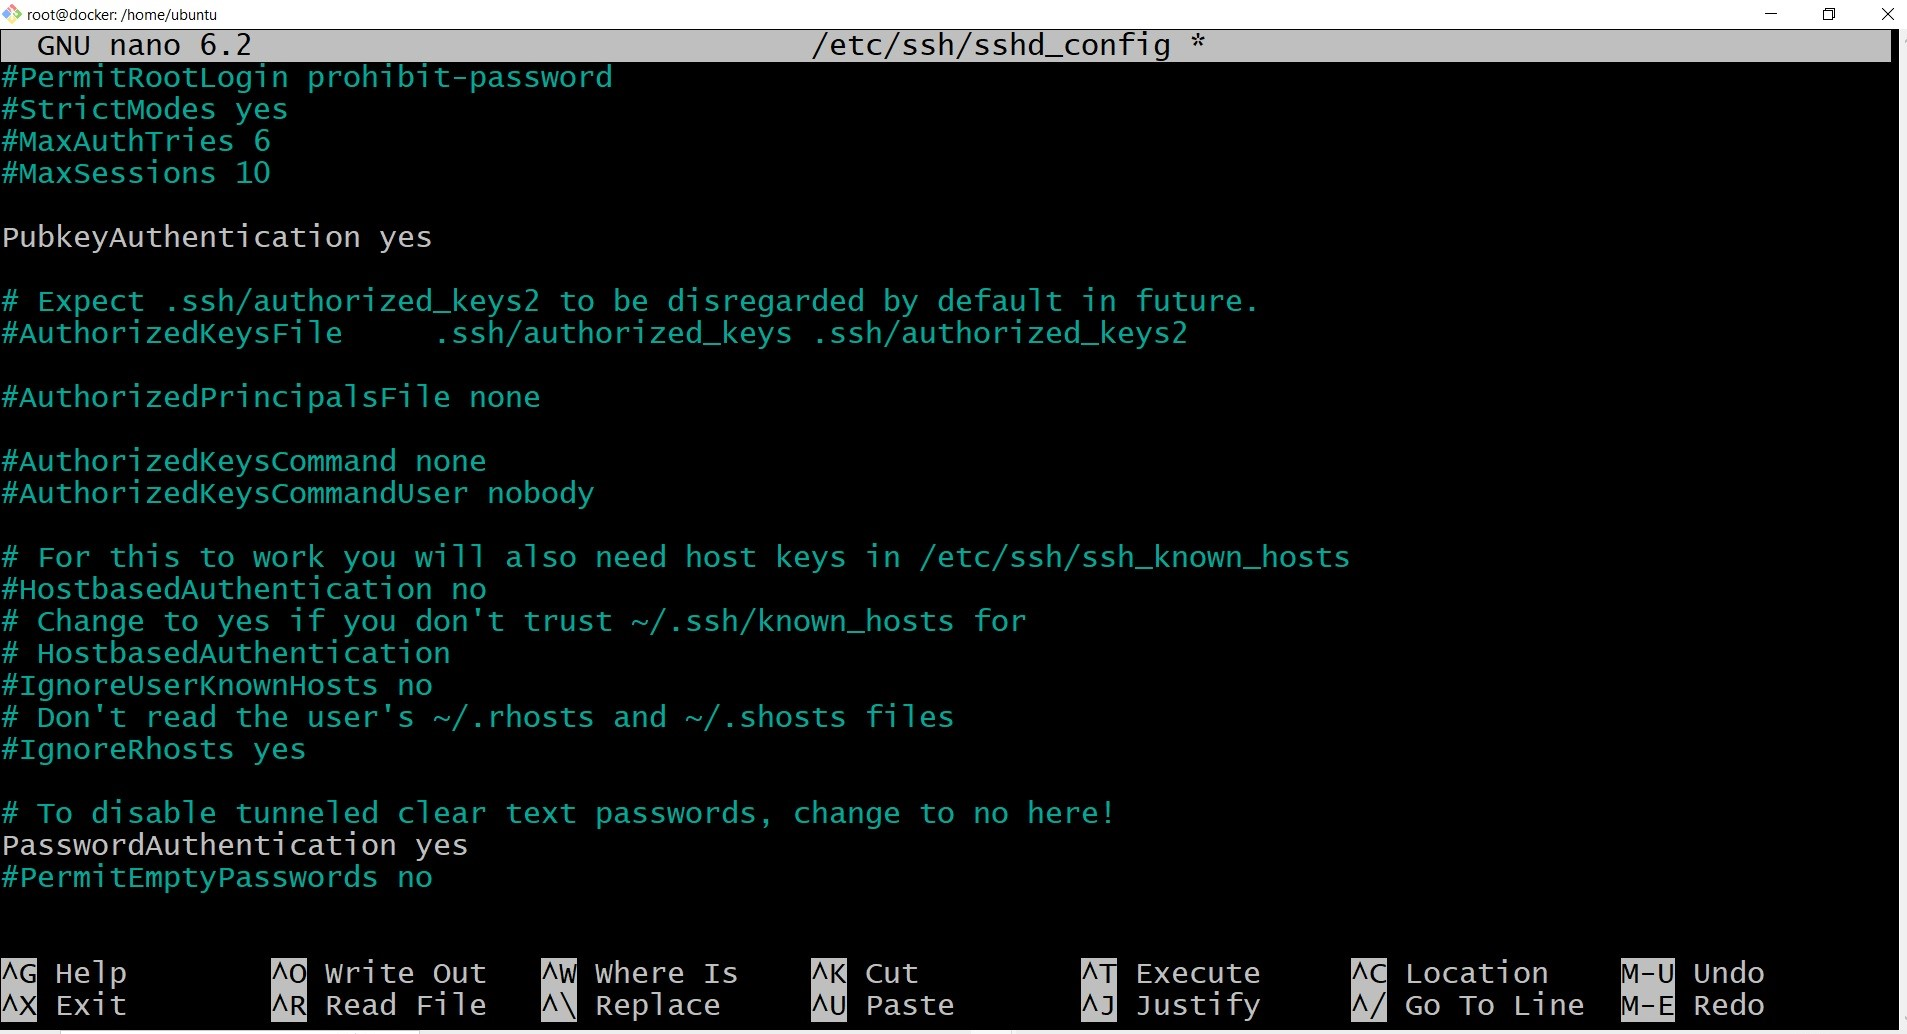 root@docker: /home/ubuntu
GNU nano 6.2 /etc/ssh/sshd_config *
#PermitRootLogin prohibit-password
#StrictModes yes
#MaxAuthTries 6
#MaxSessions 10
PubkeyAuthentication yes
# Expect .ssh/authorized_keys2 to be disregarded by default in future.
#AuthorizedKeysFile     .ssh/authorized_keys .ssh/authorized_keys2
#AuthorizedPrincipalsFile none
#AuthorizedKeysCommand none
#AuthorizedKeysCommandUser nobody
# For this to work you will also need host keys in /etc/ssh/ssh_known_hosts
#HostbasedAuthentication no
# Change to yes if you don't trust ~/.ssh/known_hosts for
# HostbasedAuthentication
#IgnoreUserKnownHosts no
# Don't read the user's ~/.rhosts and ~/.shosts files
#IgnoreRhosts yes
# To disable tunneled clear text passwords, change to no here!
PasswordAuthentication yes
#PermitEmptyPasswords no
^G Help ^O Write Out ^W Where Is ^K Cut ^T Execute ^C Location M-U Undo
^X Exit ^R Read File ^\ Replace ^U Paste ^J Justify ^/ Go To Line M-E Redo